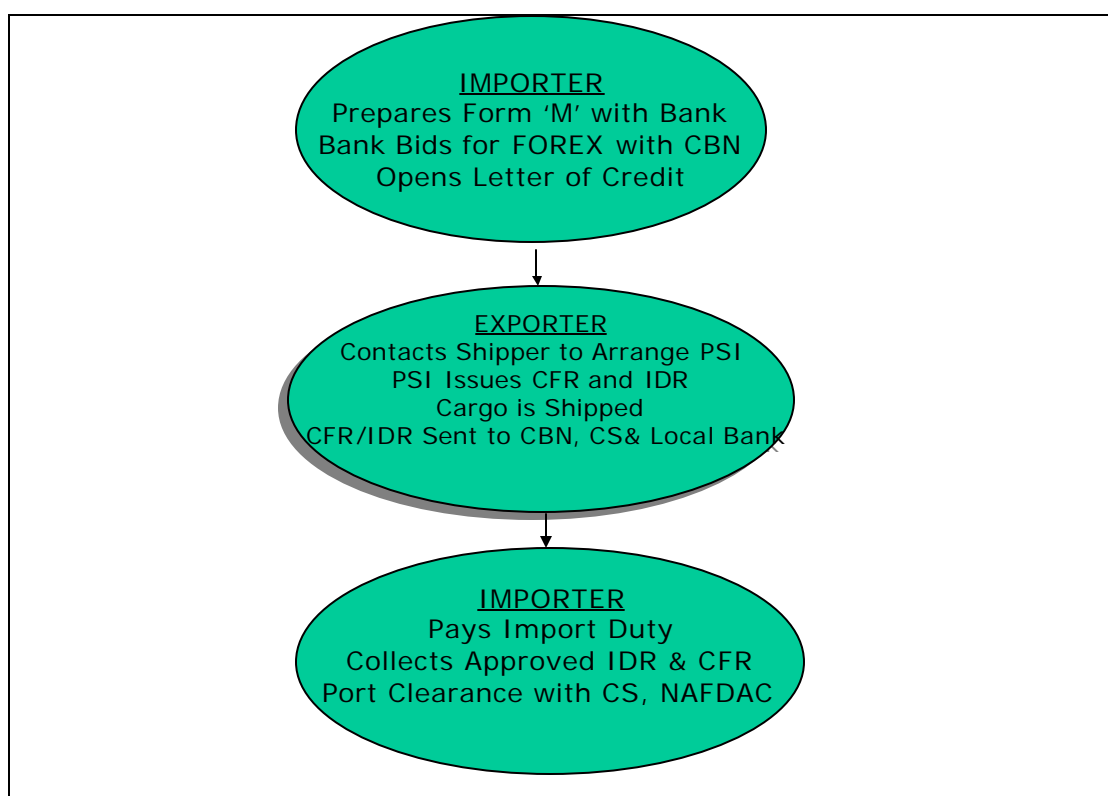 IMPORTER
Prepares Form ‘M’ with Bank
Bank Bids for FOREX with CBN
Opens Letter of Credit
EXPORTER
Contacts Shipper to Arrange PSI
PSI Issues CFR and IDR
Cargo is Shipped
CFR/IDR Sent to CBN, CS& Local Bank
IMPORTER
Pays Import Duty
Collects Approved IDR & CFR
Port Clearance with CS, NAFDAC